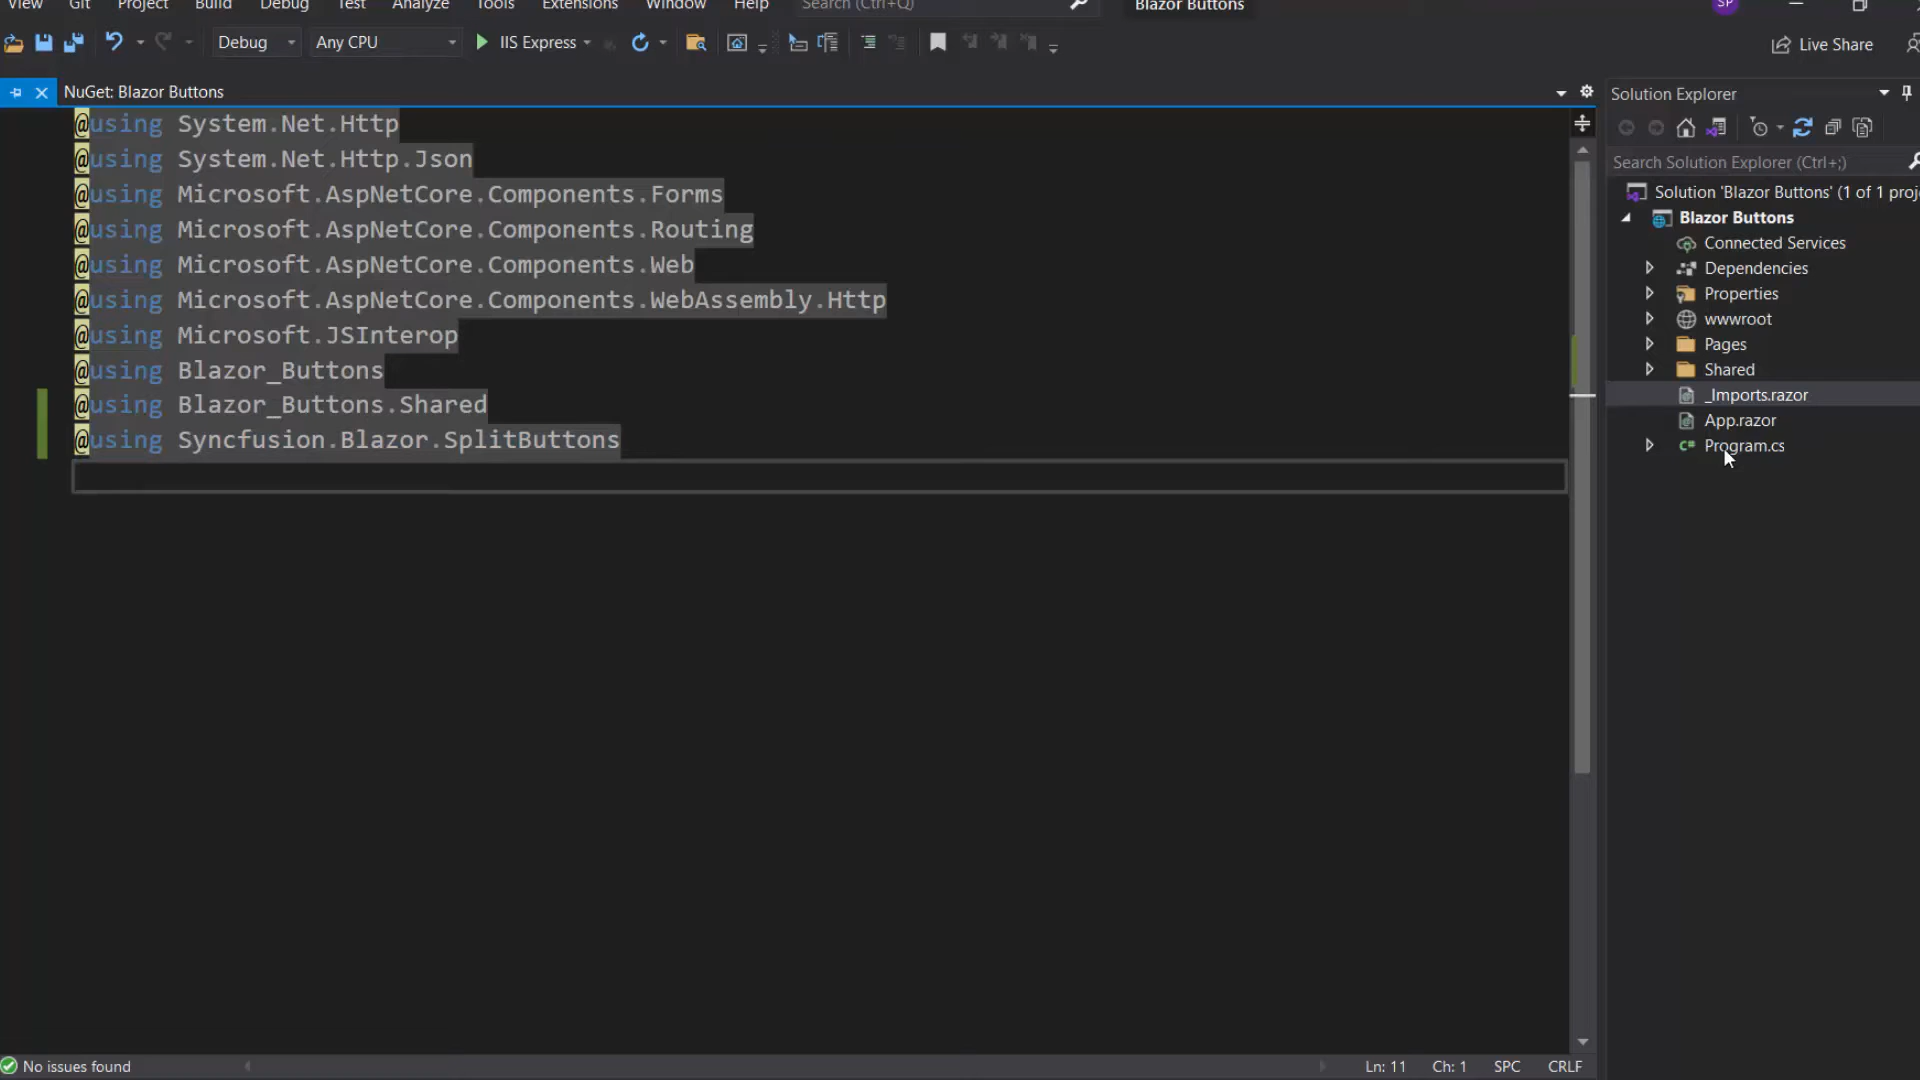 View Git Project Build Debug Test Analyze Tools Extensions Window Help Search (Ctrl+Q) Blazor Buttons SP
Debug Any CPU IIS Express Live Share
NuGet: Blazor Buttons
@using System.Net.Http
@using System.Net.Http.Json
@using Microsoft.AspNetCore.Components.Forms
@using Microsoft.AspNetCore.Components.Routing
@using Microsoft.AspNetCore.Components.Web
@using Microsoft.AspNetCore.Components.WebAssembly.Http
@using Microsoft.JSInterop
@using Blazor_Buttons
@using Blazor_Buttons.Shared
@using Syncfusion.Blazor.SplitButtons
Solution Explorer
Search Solution Explorer (Ctrl+;)
Solution 'Blazor Buttons' (1 of 1 proj
Blazor Buttons
Connected Services
Dependencies
Properties
wwwroot
Pages
Shared
_Imports.razor
App.razor
C# Program.cs
No issues found Ln: 11 Ch: 1 SPC CRLF